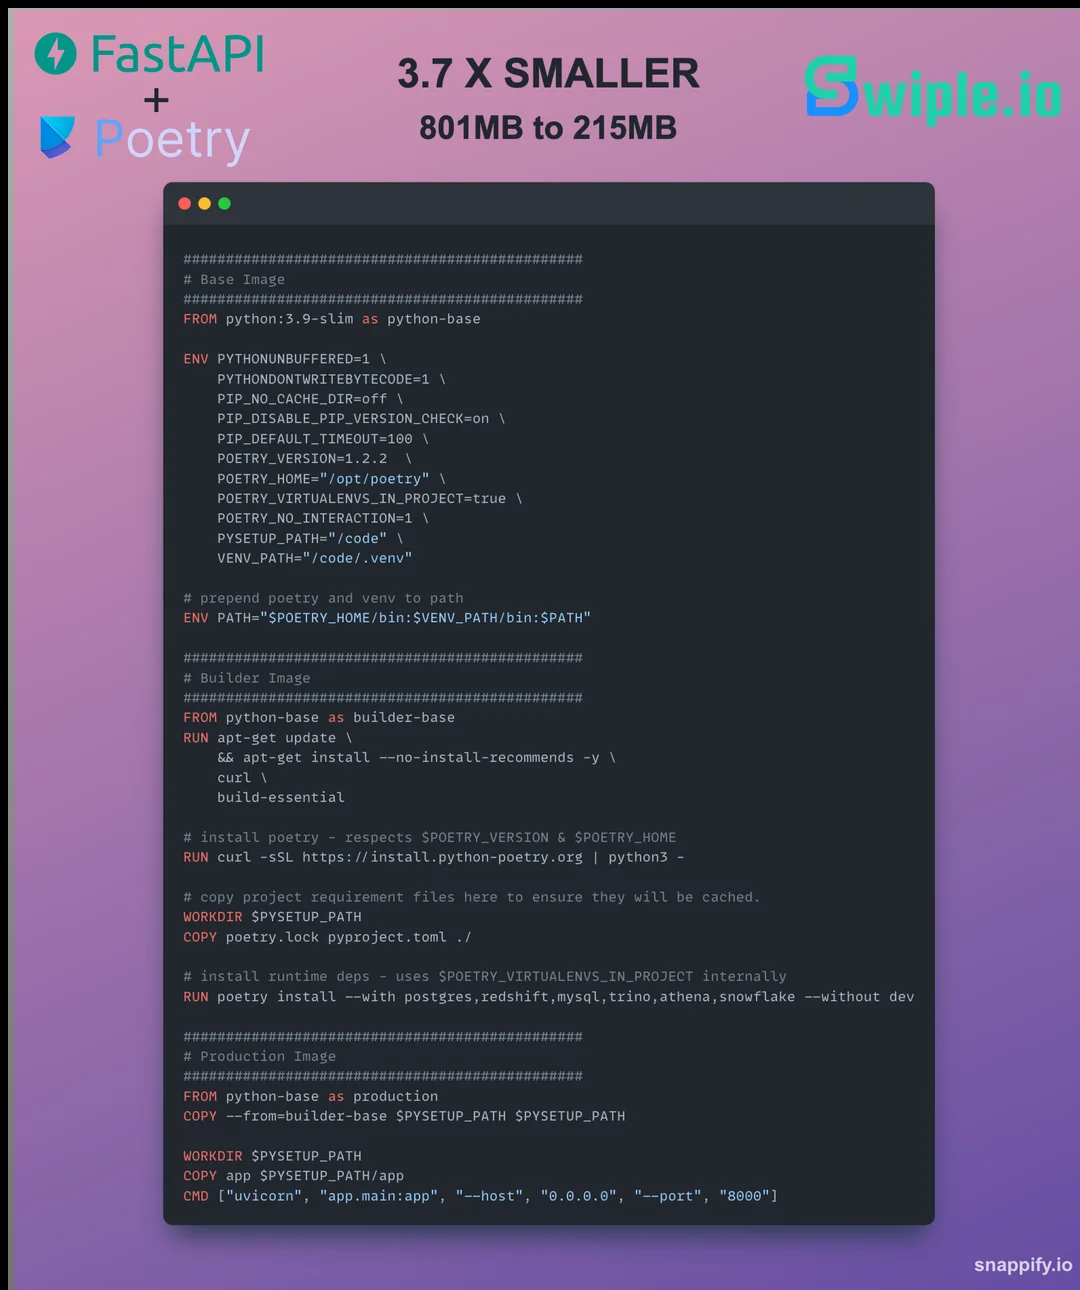 FastAPI
+
Poetry
3.7 X SMALLER
801MB to 215MB
Swiple.io
###############################################
# Base Image
###############################################
FROM python:3.9-slim as python-base
ENV PYTHONUNBUFFERED=1 \
    PYTHONDONTWRITEBYTECODE=1 \
    PIP_NO_CACHE_DIR=off \
    PIP_DISABLE_PIP_VERSION_CHECK=on \
    PIP_DEFAULT_TIMEOUT=100 \
    POETRY_VERSION=1.2.2  \
    POETRY_HOME="/opt/poetry" \
    POETRY_VIRTUALENVS_IN_PROJECT=true \
    POETRY_NO_INTERACTION=1 \
    PYSETUP_PATH="/code" \
    VENV_PATH="/code/.venv"
# prepend poetry and venv to path
ENV PATH="$POETRY_HOME/bin:$VENV_PATH/bin:$PATH"
###############################################
# Builder Image
###############################################
FROM python-base as builder-base
RUN apt-get update \
    && apt-get install --no-install-recommends -y \
    curl \
    build-essential
# install poetry - respects $POETRY_VERSION & $POETRY_HOME
RUN curl -sSL https://install.python-poetry.org | python3 -
# copy project requirement files here to ensure they will be cached.
WORKDIR $PYSETUP_PATH
COPY poetry.lock pyproject.toml ./
# install runtime deps - uses $POETRY_VIRTUALENVS_IN_PROJECT internally
RUN poetry install --with postgres,redshift,mysql,trino,athena,snowflake --without dev
###############################################
# Production Image
###############################################
FROM python-base as production
COPY --from=builder-base $PYSETUP_PATH $PYSETUP_PATH
WORKDIR $PYSETUP_PATH
COPY app $PYSETUP_PATH/app
CMD ["uvicorn", "app.main:app", "--host", "0.0.0.0", "--port", "8000"]
snappify.io